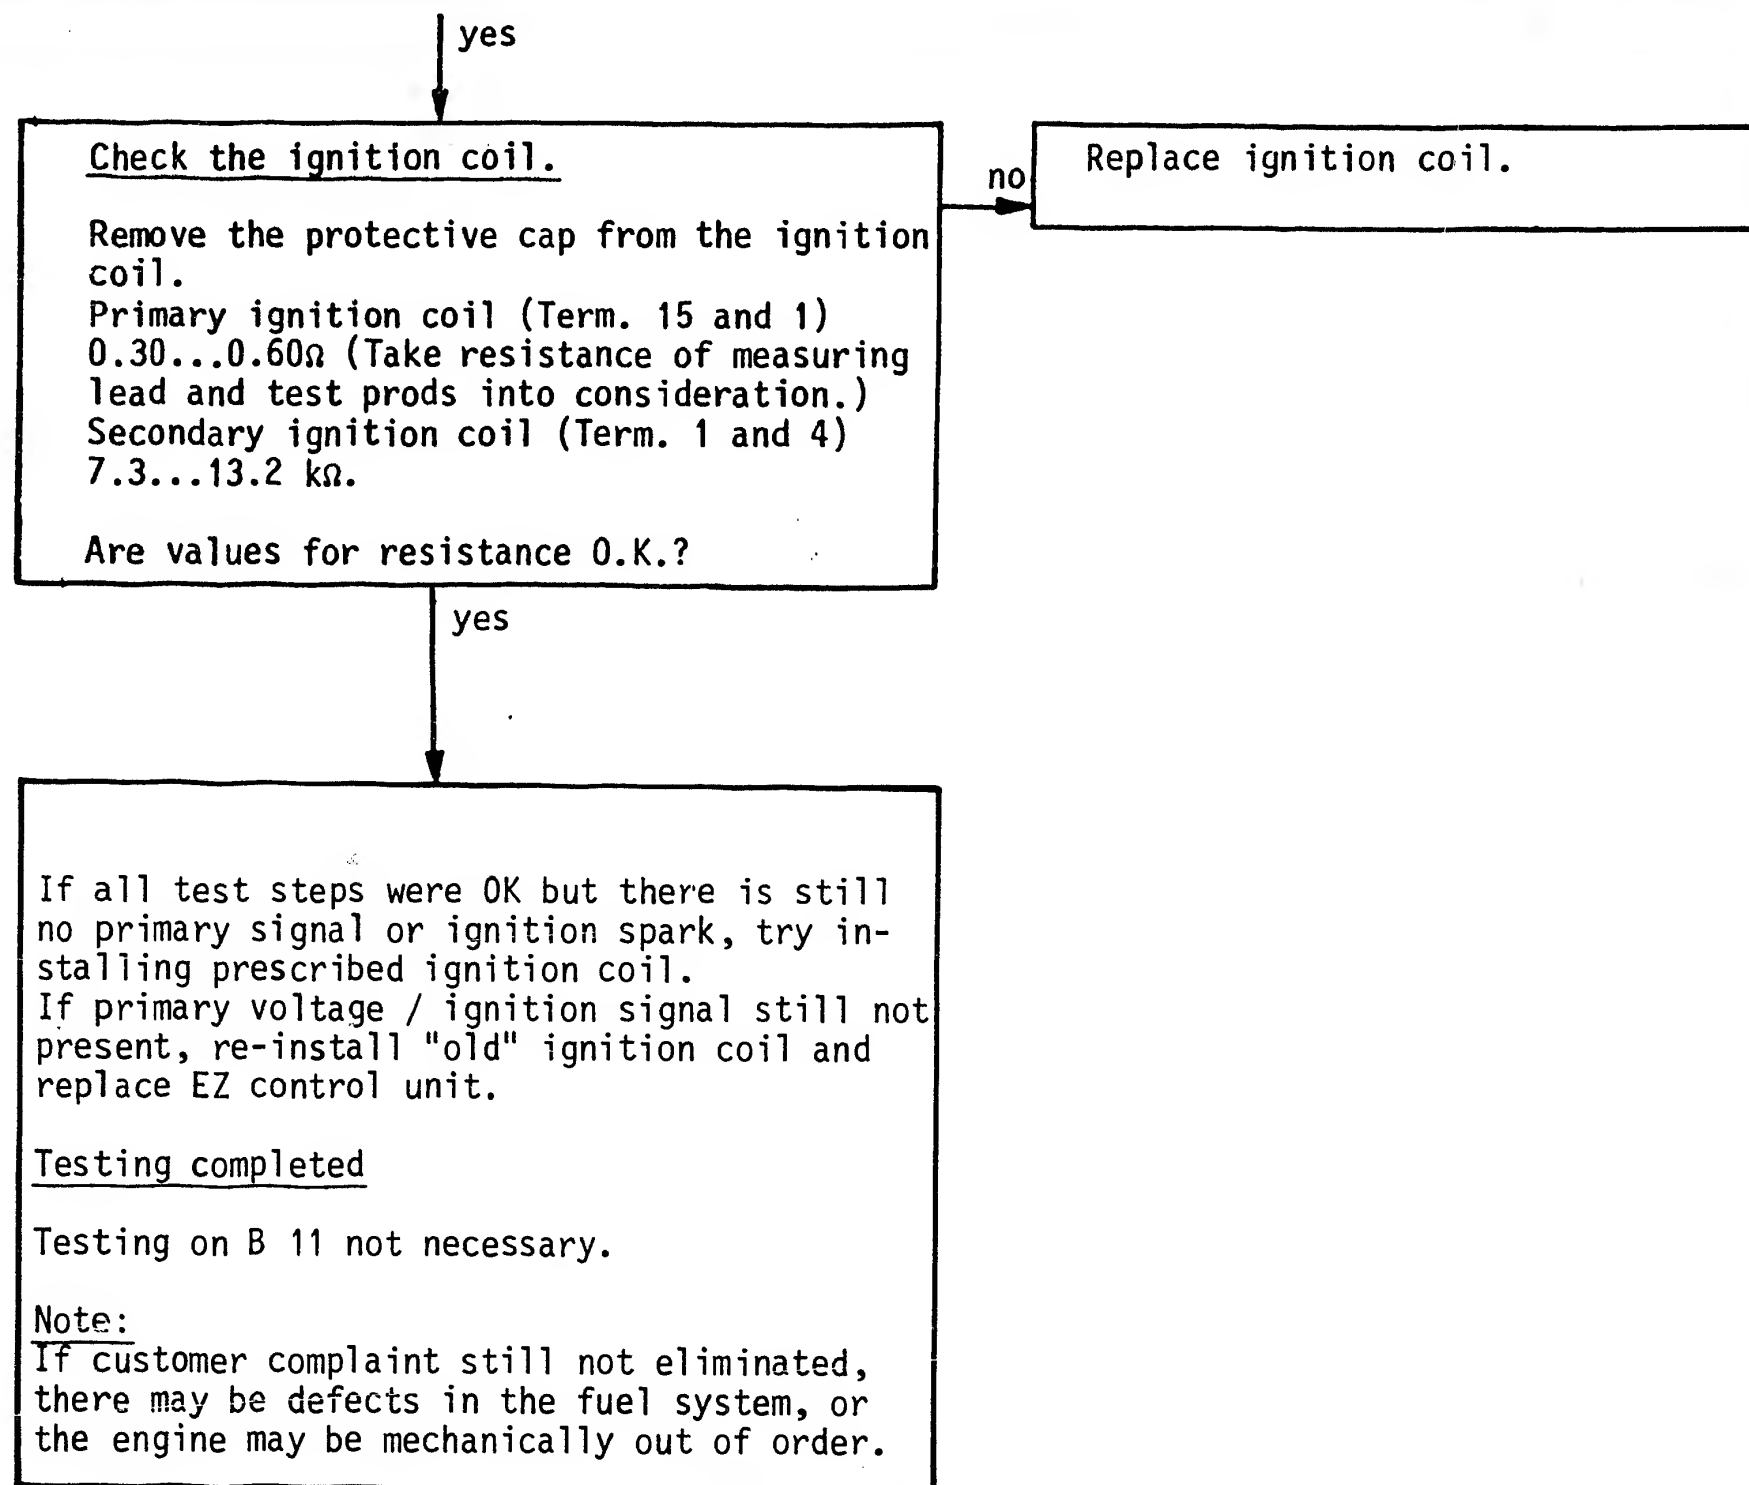 yes
Check the ignition coil.
no
Replace ignition coil.
Remove the protective cap from the ignition
coil.
Primary ignition coil (Term. 15 and 1)
0.30...0.60Ω (Take resistance of measuring
lead and test prods into consideration.)
Secondary ignition coil (Term. 1 and 4)
7.3...13.2 kΩ.
Are values for resistance O.K.?
yes
If all test steps were OK but there is still
no primary signal or ignition spark, try in-
stalling prescribed ignition coil.
If primary voltage / ignition signal still not
present, re-install "old" ignition coil and
replace EZ control unit.
Testing completed
Testing on B 11 not necessary.
Note:
If customer complaint still not eliminated,
there may be defects in the fuel system, or
the engine may be mechanically out of order.